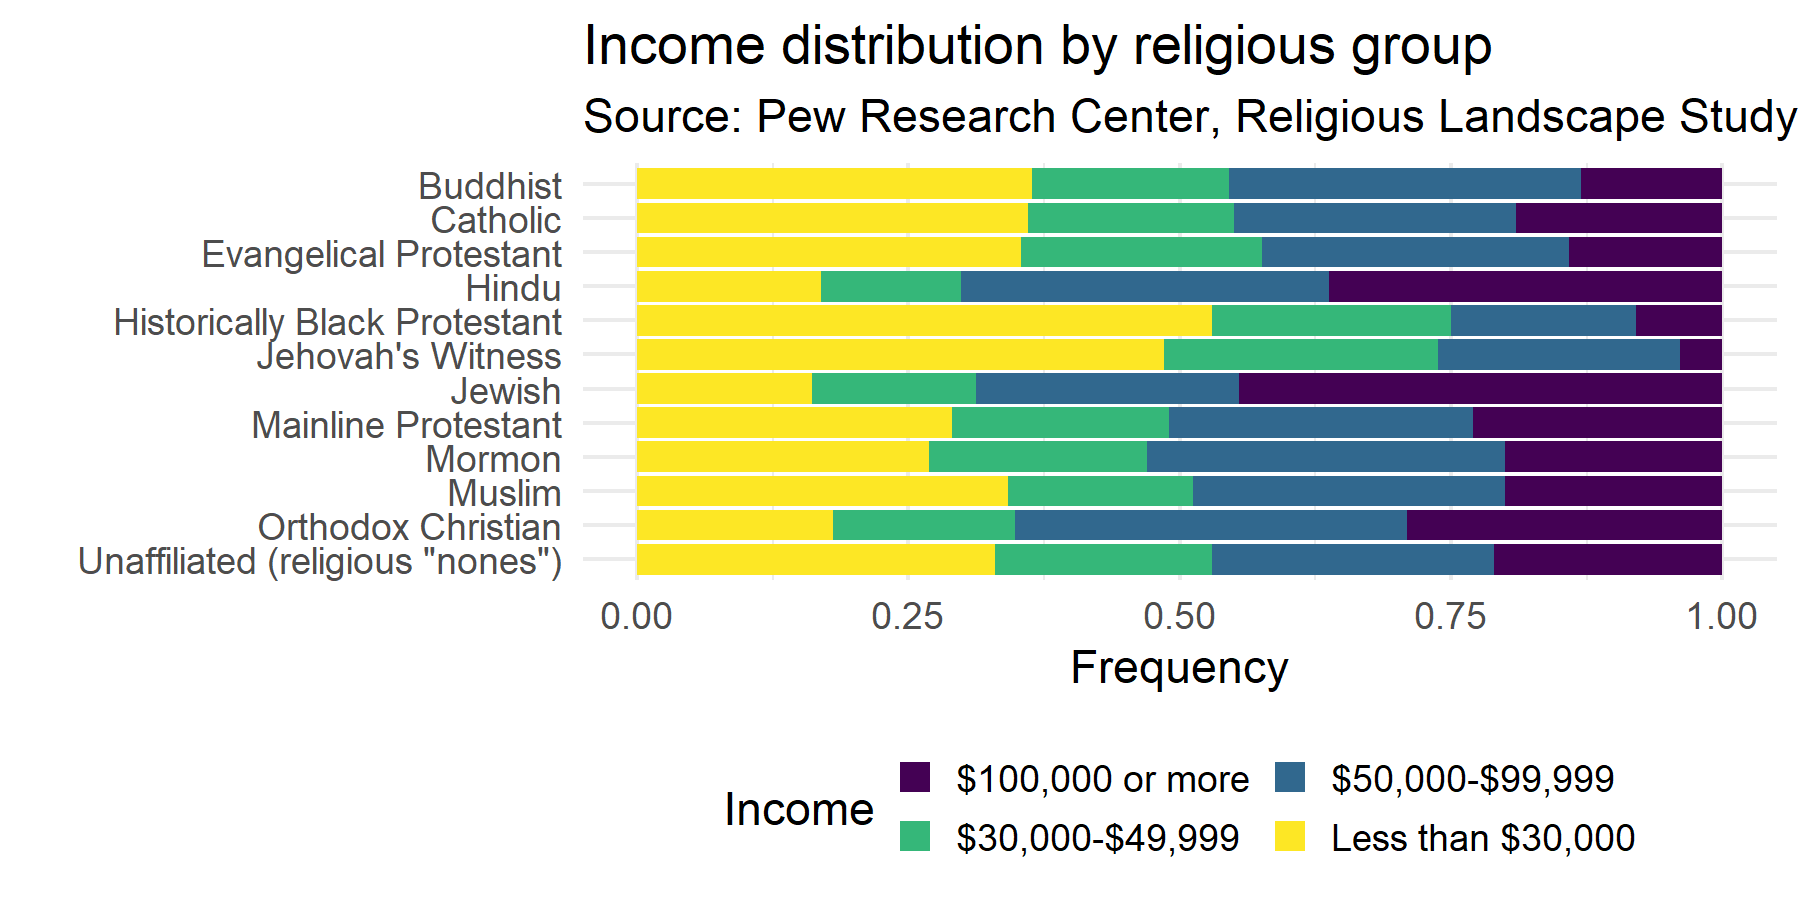 Income distribution by religious group
Source: Pew Research Center, Religious Landscape Study
Buddhist
Catholic
Evangelical Protestant
Hindu
Historically Black Protestant
Jehovah's Witness
Jewish
Mainline Protestant
Mormon
Muslim
Orthodox Christian
Unaffiliated (religious "nones")
0.00 0.25 0.50 0.75 1.00
Frequency
Income
$100,000 or more $50,000-$99,999
$30,000-$49,999 Less than $30,000